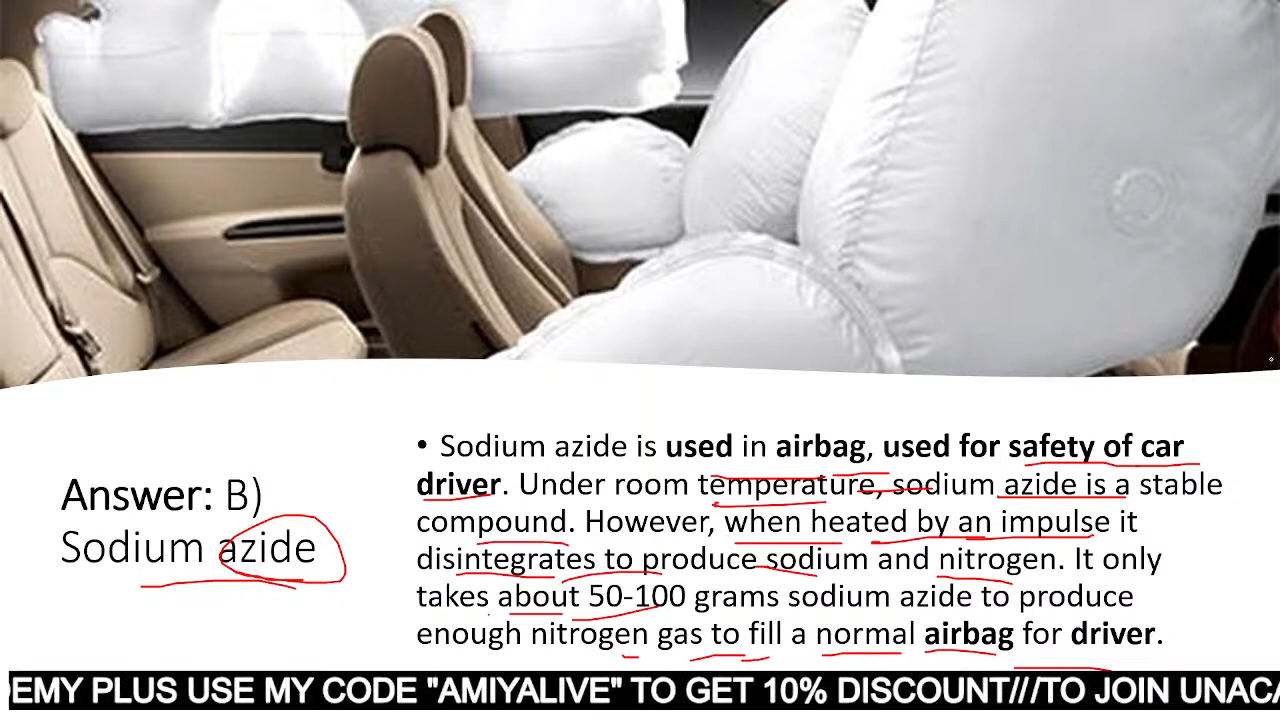 Answer: B)
Sodium azide
• Sodium azide is used in airbag, used for safety of car
driver. Under room temperature, sodium azide is a stable
compound. However, when heated by an impulse it
disintegrates to produce sodium and nitrogen. It only
takes about 50-100 grams sodium azide to produce
enough nitrogen gas to fill a normal airbag for driver.
DEMY PLUS USE MY CODE "AMIYALIVE" TO GET 10% DISCOUNT///TO JOIN UNACA